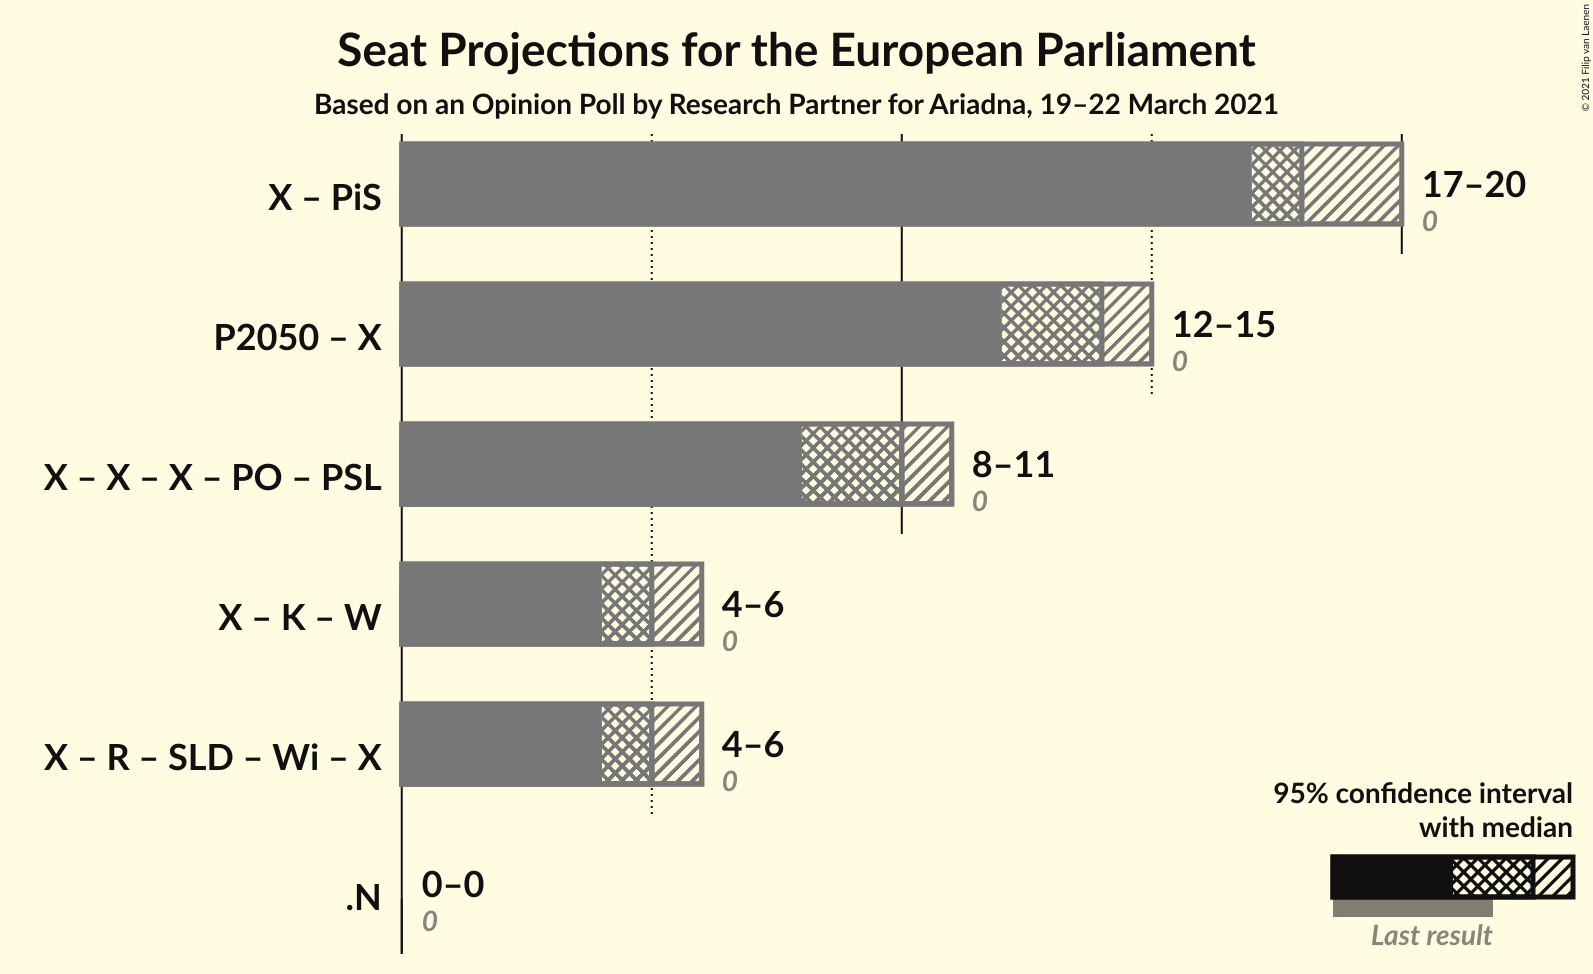 Seat Projections for the European Parliament
Based on an Opinion Poll by Research Partner for Ariadna, 19–22 March 2021
© 2021 Filip van Laenen
X – PiS
17–20
0
P2050 – X
12–15
0
X – X – X – PO – PSL
8–11
0
X – K – W
4–6
0
X – R – SLD – Wi – X
4–6
0
.N
0–0
0
95% confidence interval
with median
Last result